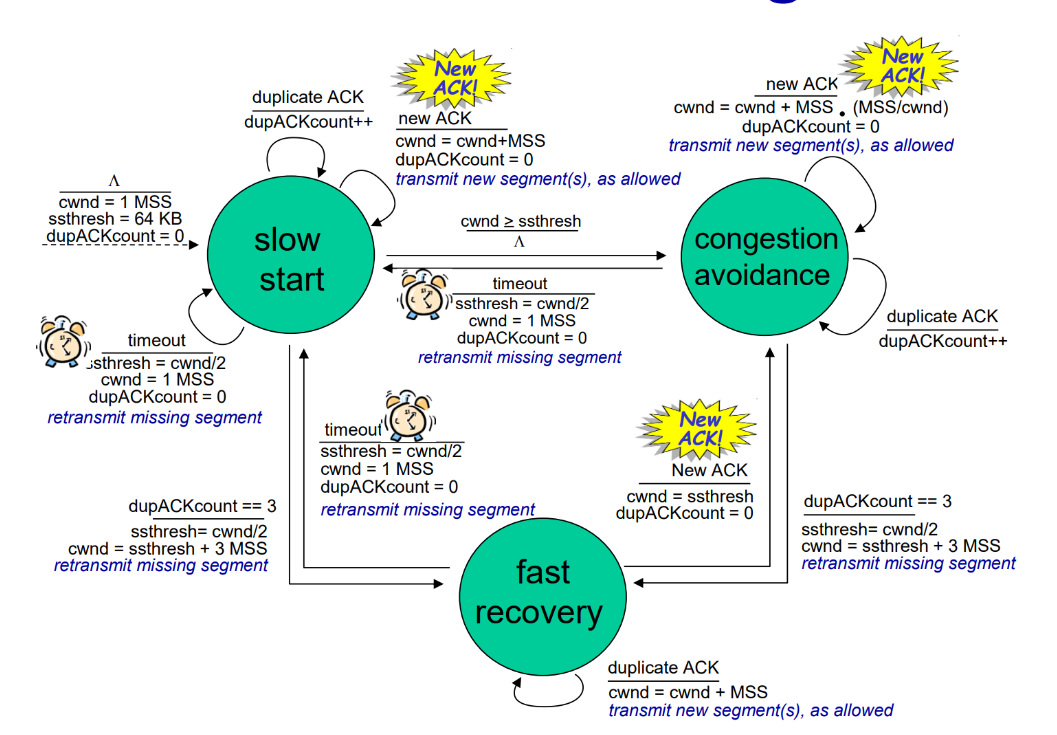 New
ACK!
duplicate ACK
dupACKcount++
new ACK
cwnd = cwnd+MSS
dupACKcount = 0
transmit new segment(s), as allowed
New
ACK!
new ACK
cwnd = cwnd + MSS . (MSS/cwnd)
dupACKcount = 0
transmit new segment(s), as allowed
Λ
cwnd = 1 MSS
ssthresh = 64 KB
dupACKcount = 0
slow
start
cwnd ≥ ssthresh
Λ
congestion
avoidance
timeout
ssthresh = cwnd/2
cwnd = 1 MSS
dupACKcount = 0
retransmit missing segment
duplicate ACK
dupACKcount++
timeout
ssthresh = cwnd/2
cwnd = 1 MSS
dupACKcount = 0
retransmit missing segment
timeout
ssthresh = cwnd/2
cwnd = 1 MSS
dupACKcount = 0
retransmit missing segment
New
ACK!
New ACK
cwnd = ssthresh
dupACKcount = 0
dupACKcount == 3
ssthresh= cwnd/2
cwnd = ssthresh + 3 MSS
retransmit missing segment
dupACKcount == 3
ssthresh= cwnd/2
cwnd = ssthresh + 3 MSS
retransmit missing segment
fast
recovery
duplicate ACK
cwnd = cwnd + MSS
transmit new segment(s), as allowed